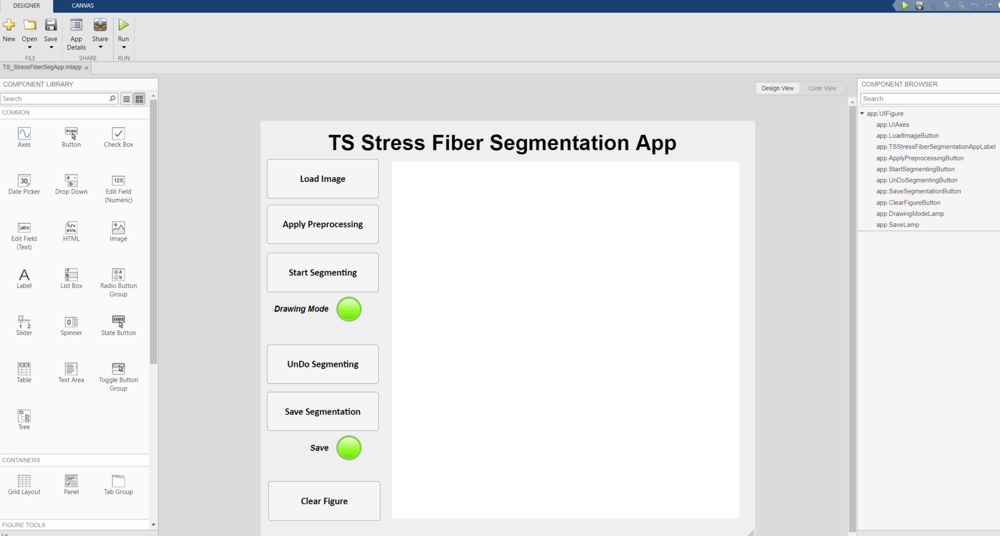 DESIGNER CANVAS
New Open Save App Details Share Run
FILE SHARE RUN
TS_StressFiberSegApp.mlapp
COMPONENT LIBRARY
Search
COMMON
Axes Button Check Box
Date Picker Drop Down Edit Field (Numeric)
Edit Field (Text) HTML Image
Label List Box Radio Button Group
Slider Spinner State Button
Table Text Area Toggle Button Group
Tree
CONTAINERS
Grid Layout Panel Tab Group
FIGURE TOOLS
Design View Code View
TS Stress Fiber Segmentation App
Load Image
Apply Preprocessing
Start Segmenting
Drawing Mode
UnDo Segmenting
Save Segmentation
Save
Clear Figure
COMPONENT BROWSER
Search
app.UIFigure
app.UIAxes
app.LoadImageButton
app.TSStressFiberSegmentationAppLabel
app.ApplyPreprocessingButton
app.StartSegmentingButton
app.UnDoSegmentingButton
app.SaveSegmentationButton
app.ClearFigureButton
app.DrawingModeLamp
app.SaveLamp